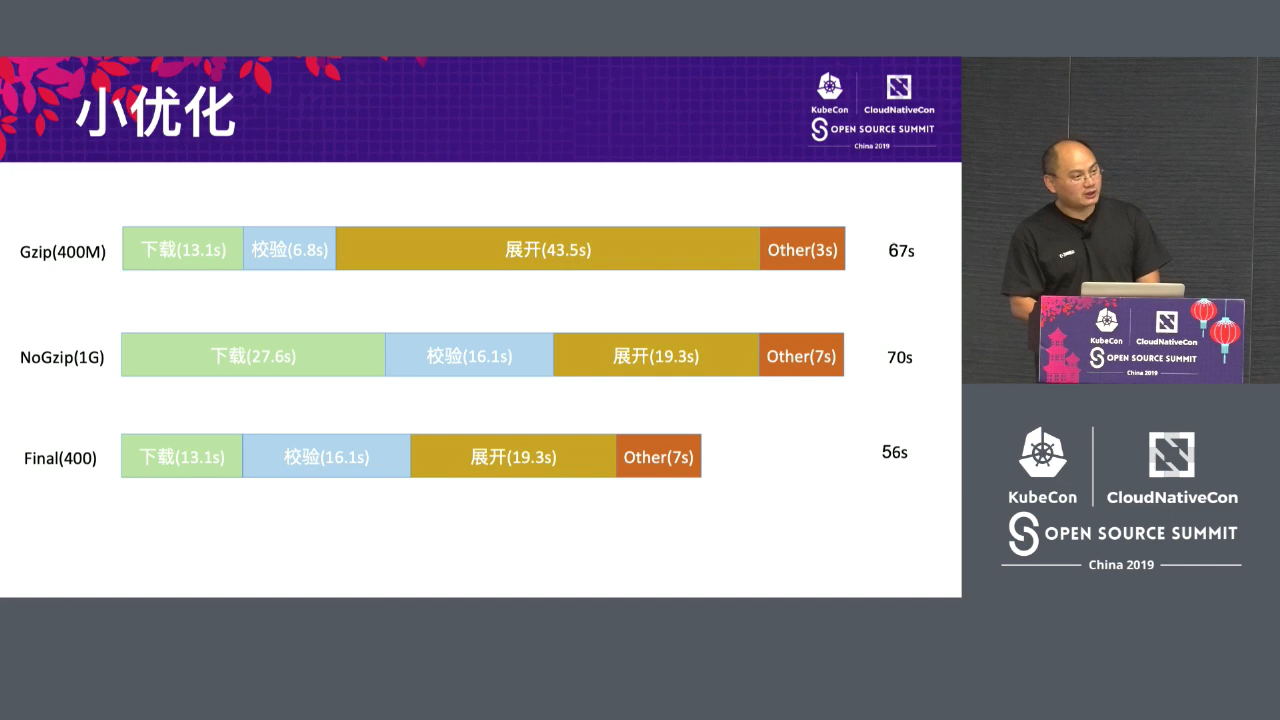 小优化
KubeCon
CloudNativeCon
OPEN SOURCE SUMMIT
China 2019
Gzip(400M)
下载(13.1s)
校验(6.8s)
展开(43.5s)
Other(3s)
67s
NoGzip(1G)
下载(27.6s)
校验(16.1s)
展开(19.3s)
Other(7s)
70s
Final(400)
下载(13.1s)
校验(16.1s)
展开(19.3s)
Other(7s)
56s
KubeCon
CloudNativeCon
OPEN SOURCE SUMMIT
China 2019
KubeCon
CloudNativeCon
OPEN SOURCE SUMMIT
China 2019